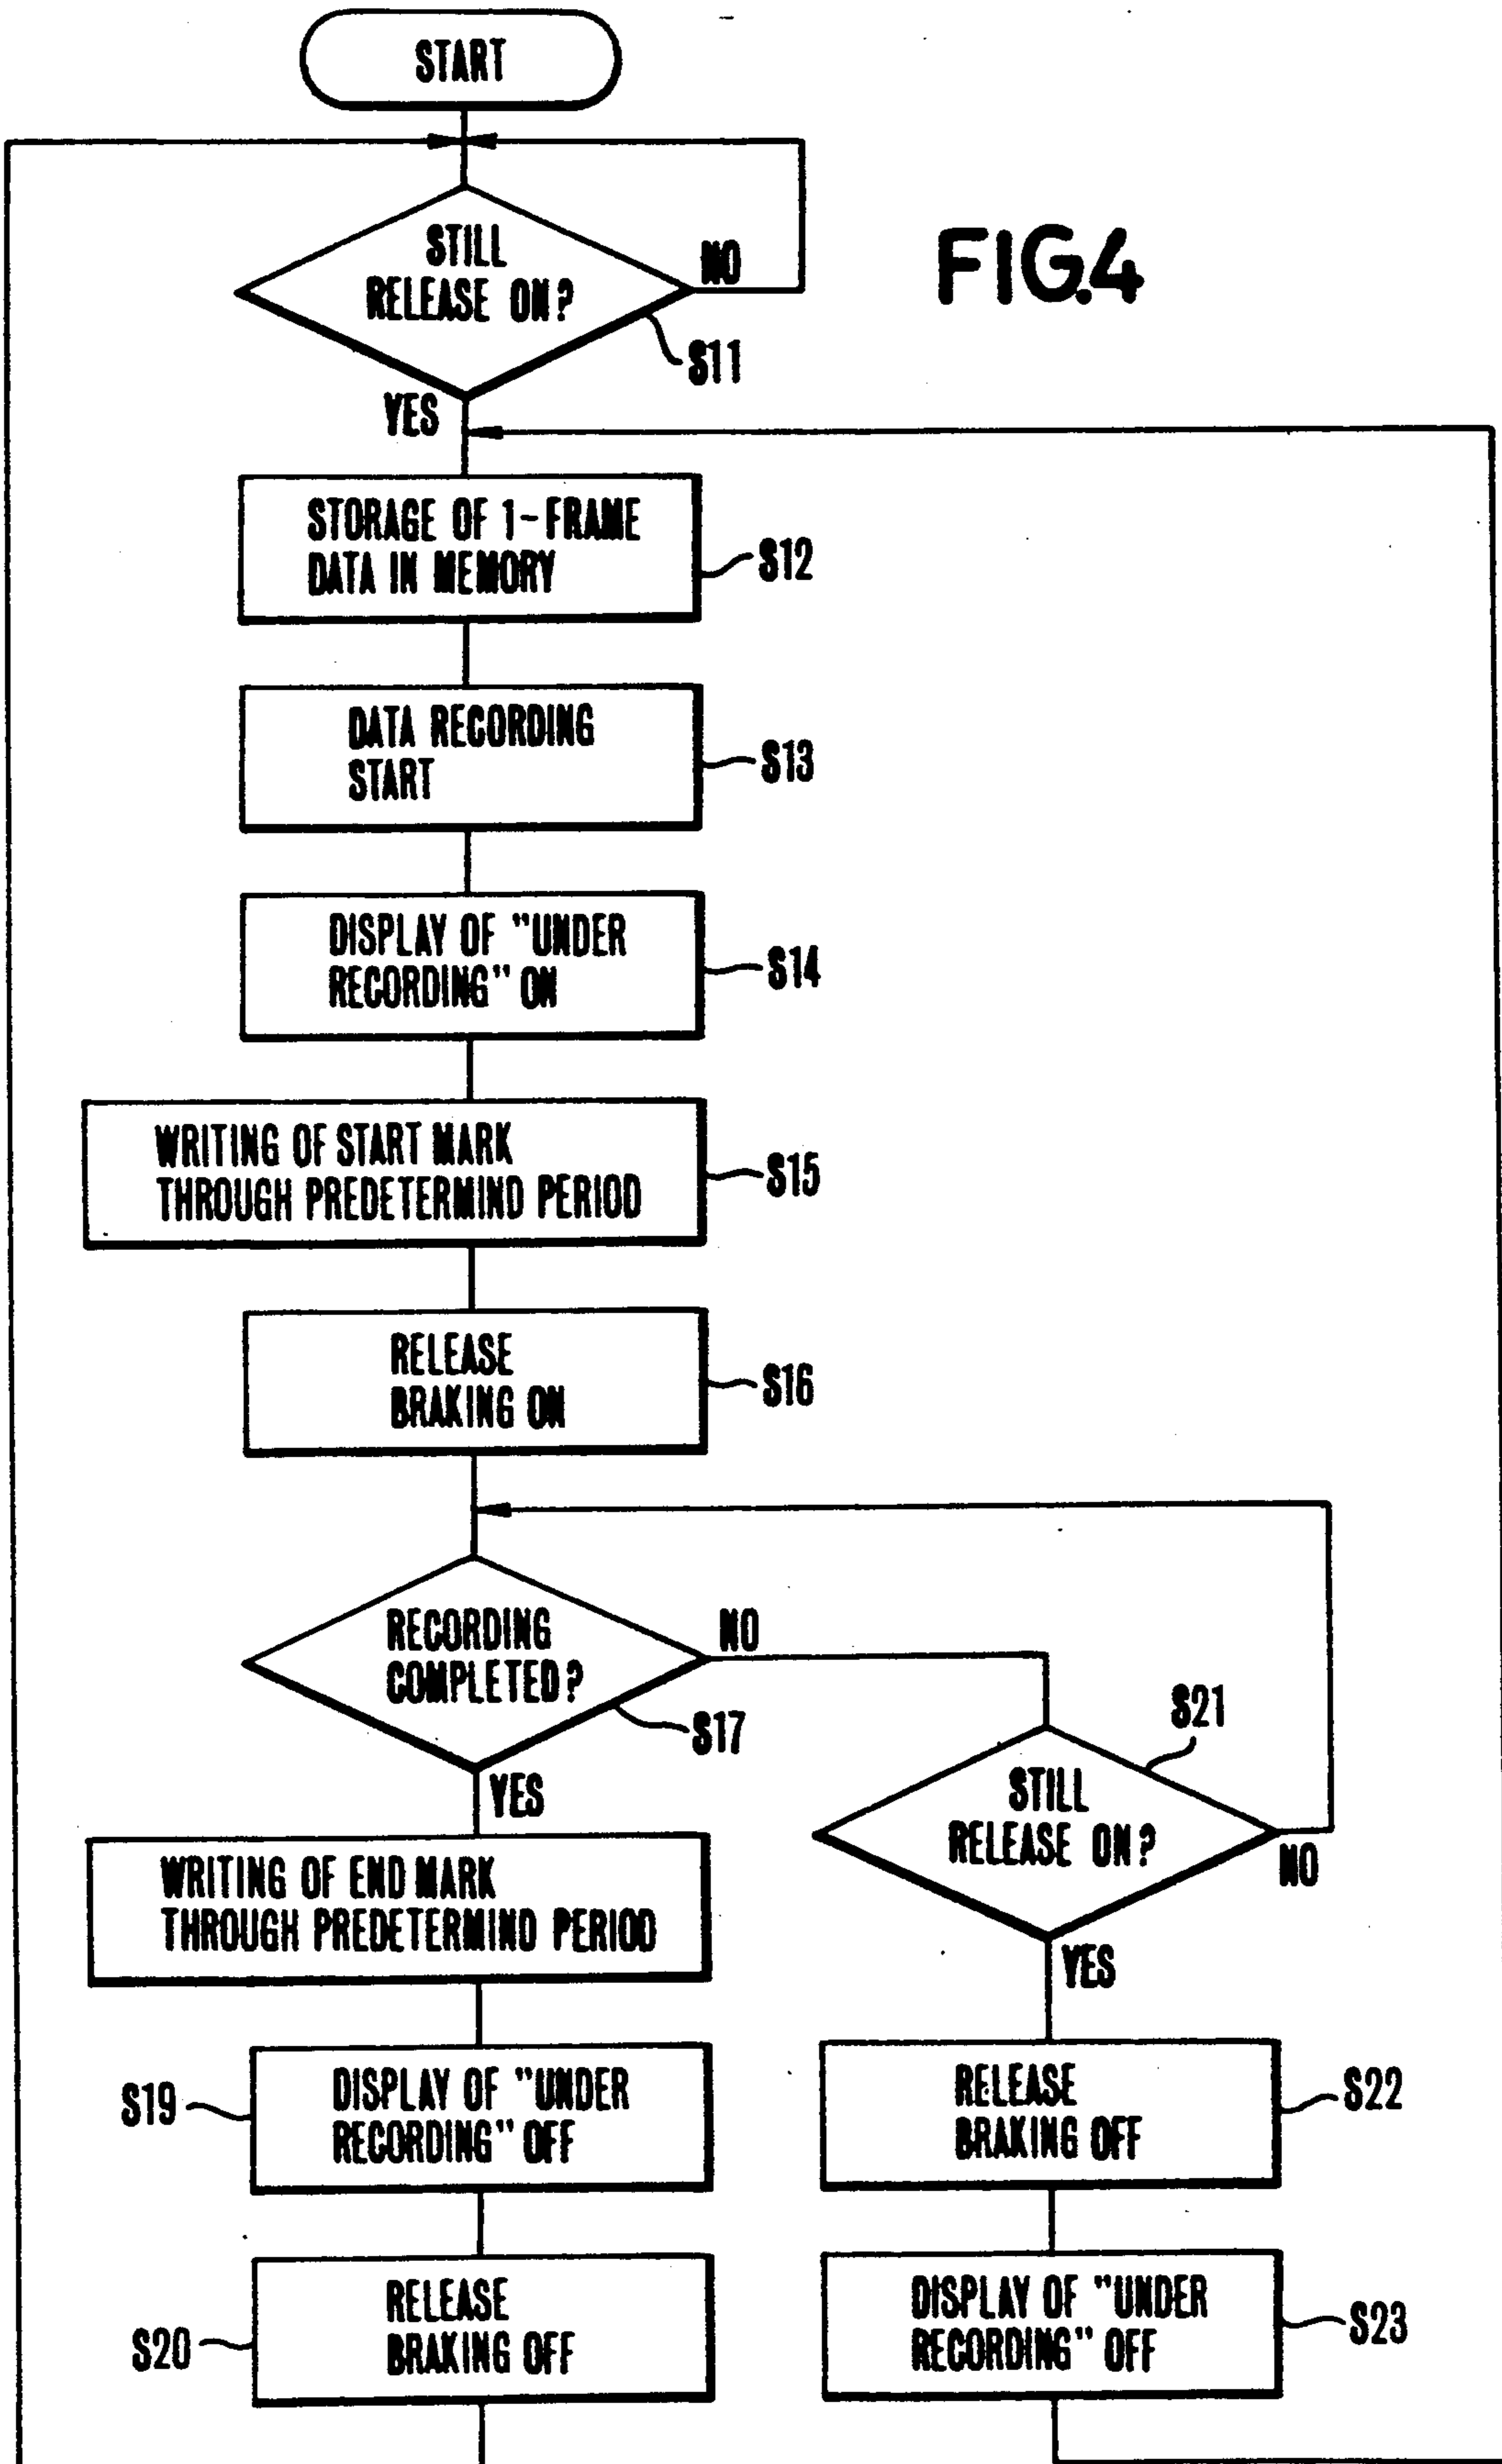 START
FIG.4
STILL
RELEASE ON?
NO
S11
YES
STORAGE OF 1-FRAME
DATA IN MEMORY
S12
DATA RECORDING
START
S13
DISPLAY OF "UNDER
RECORDING" ON
S14
WRITING OF START MARK
THROUGH PREDETERMIND PERIOD
S15
RELEASE
BRAKING ON
S16
RECORDING
COMPLETED?
NO
S17
YES
S21
STILL
RELEASE ON?
NO
YES
WRITING OF END MARK
THROUGH PREDETERMIND PERIOD
S19
DISPLAY OF "UNDER
RECORDING" OFF
RELEASE
BRAKING OFF
S22
S20
RELEASE
BRAKING OFF
DISPLAY OF "UNDER
RECORDING" OFF
S23